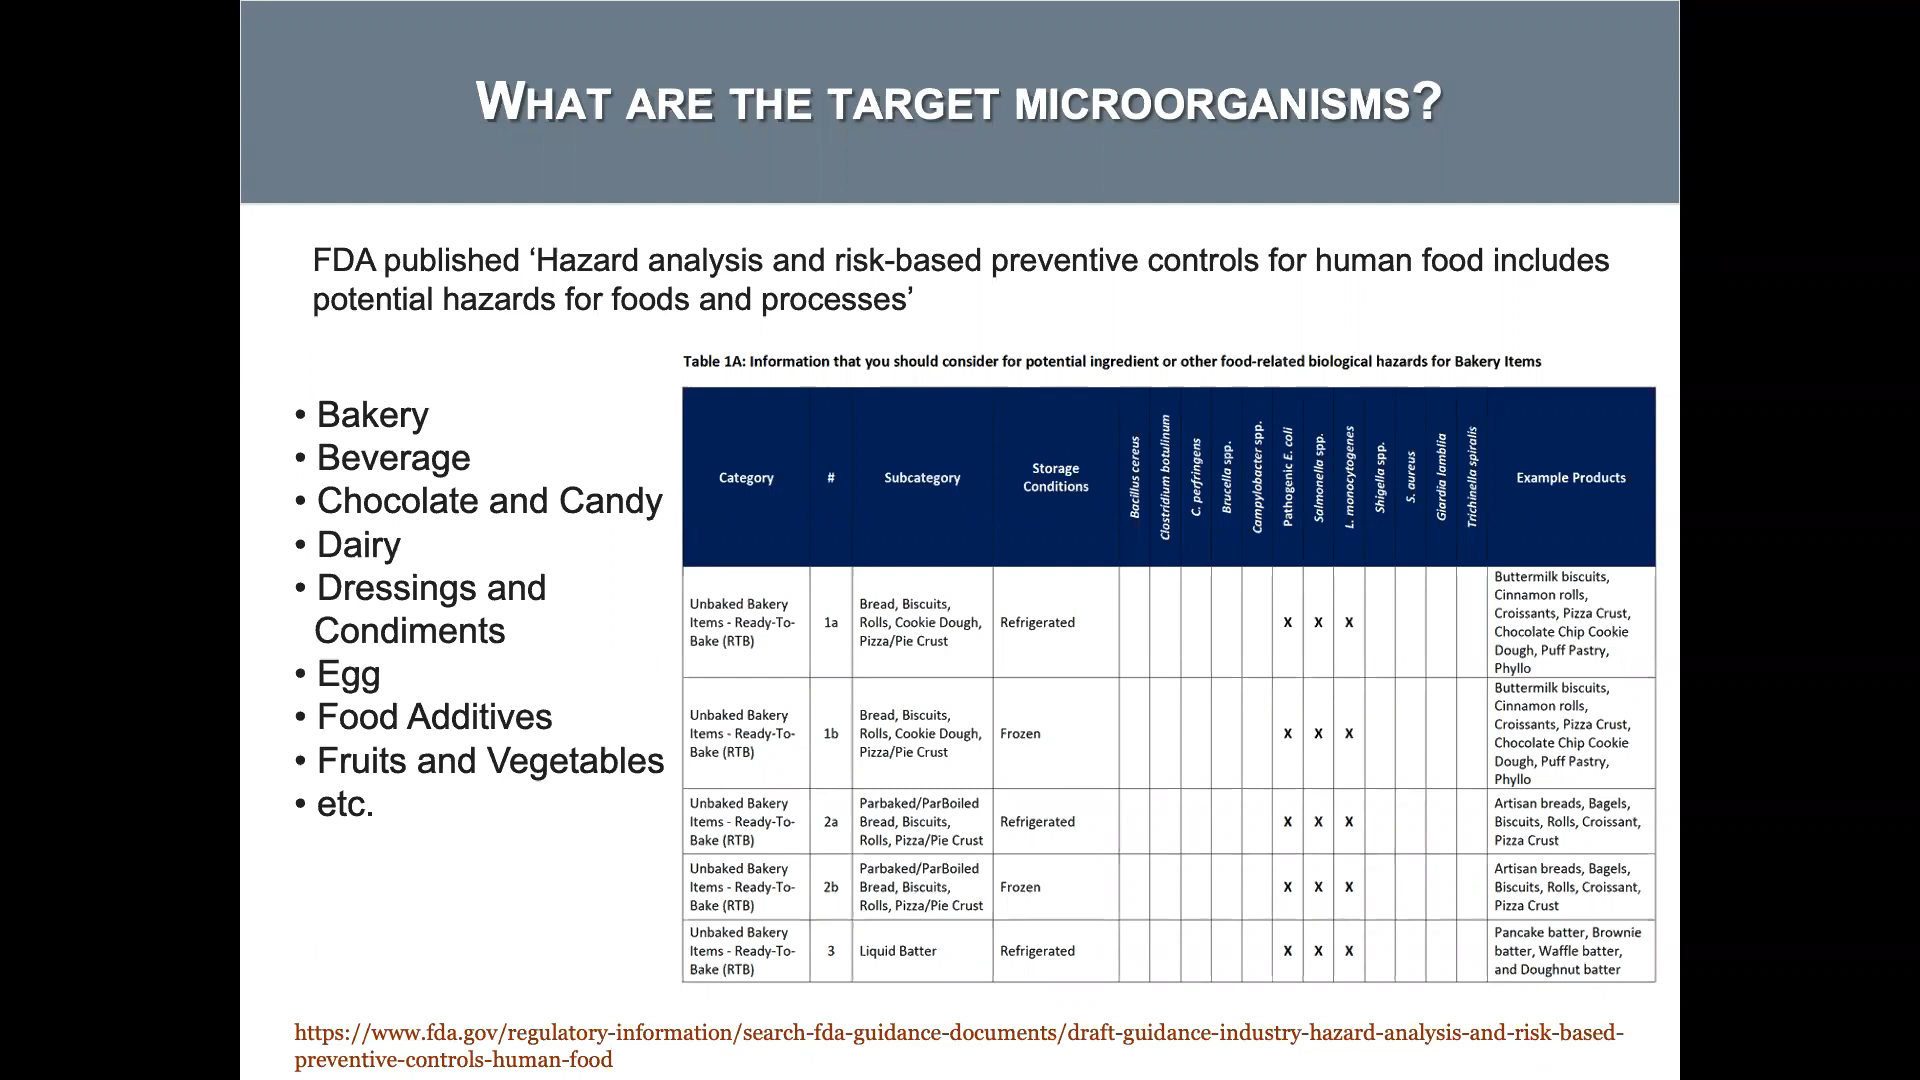 WHAT ARE THE TARGET MICROORGANISMS?
FDA published ‘Hazard analysis and risk-based preventive controls for human food includes
potential hazards for foods and processes’
• Bakery
• Beverage
• Chocolate and Candy
• Dairy
• Dressings and
Condiments
• Egg
• Food Additives
• Fruits and Vegetables
• etc.
Table 1A: Information that you should consider for potential ingredient or other food-related biological hazards for Bakery Items
Category
#
Subcategory
Storage
Conditions
Bacillus cereus
Clostridium botulinum
C. perfringens
Brucella spp.
Campylobacter spp.
Pathogenic E. coli
Salmonella spp.
L. monocytogenes
Shigella spp.
S. aureus
Giardia lamblia
Trichinella spiralis
Example Products
Unbaked Bakery
Items - Ready-To-
Bake (RTB)
1a
Bread, Biscuits,
Rolls, Cookie Dough,
Pizza/Pie Crust
Refrigerated
X X X
Buttermilk biscuits,
Cinnamon rolls,
Croissants, Pizza Crust,
Chocolate Chip Cookie
Dough, Puff Pastry,
Phyllo
Unbaked Bakery
Items - Ready-To-
Bake (RTB)
1b
Bread, Biscuits,
Rolls, Cookie Dough,
Pizza/Pie Crust
Frozen
X X X
Buttermilk biscuits,
Cinnamon rolls,
Croissants, Pizza Crust,
Chocolate Chip Cookie
Dough, Puff Pastry,
Phyllo
Unbaked Bakery
Items - Ready-To-
Bake (RTB)
2a
Parbaked/ParBoiled
Bread, Biscuits,
Rolls, Pizza/Pie Crust
Refrigerated
X X X
Artisan breads, Bagels,
Biscuits, Rolls, Croissant,
Pizza Crust
Unbaked Bakery
Items - Ready-To-
Bake (RTB)
2b
Parbaked/ParBoiled
Bread, Biscuits,
Rolls, Pizza/Pie Crust
Frozen
X X X
Artisan breads, Bagels,
Biscuits, Rolls, Croissant,
Pizza Crust
Unbaked Bakery
Items - Ready-To-
Bake (RTB)
3
Liquid Batter
Refrigerated
X X X
Pancake batter, Brownie
batter, Waffle batter,
and Doughnut batter
https://www.fda.gov/regulatory-information/search-fda-guidance-documents/draft-guidance-industry-hazard-analysis-and-risk-based-
preventive-controls-human-food